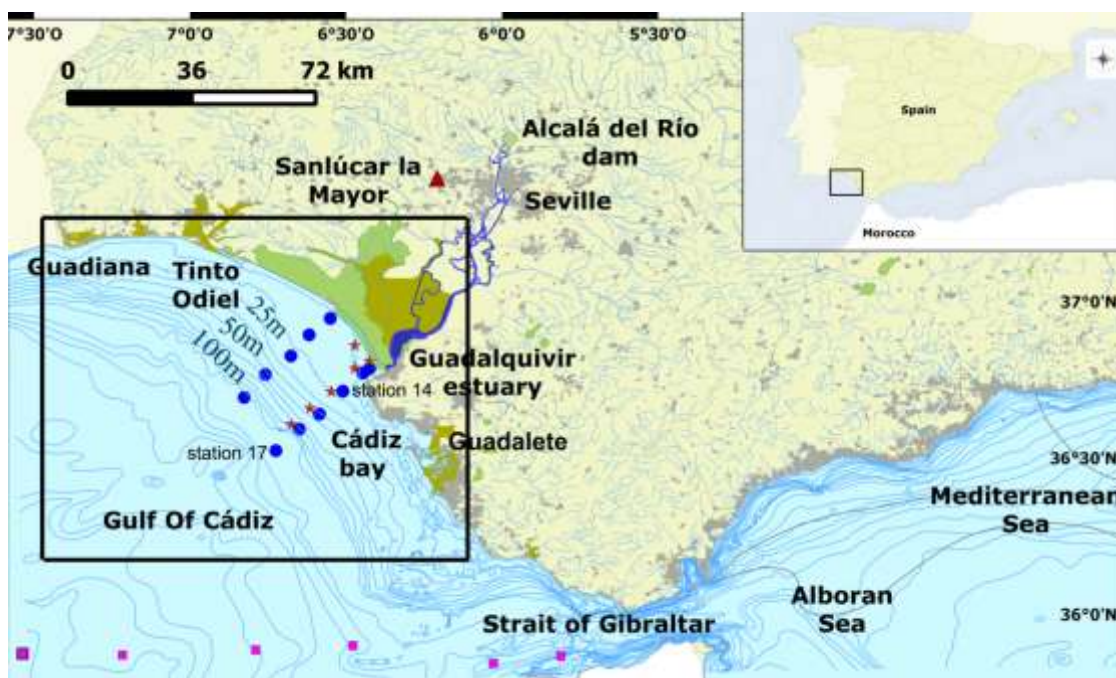 7°30'O 7°0'O 6°30'O 6°0'O 5°30'O
0 36 72 km
Spain
Morocco
Alcalá del Río
dam
Sanlúcar la
Mayor
Seville
Guadiana
Tinto
Odiel
25m
50m
100m
37°0'N
Guadalquivir
estuary
station 14
Cádiz
bay
Guadalete
station 17
36°30'N
Gulf Of Cádiz
Mediterranean
Sea
Alboran
Sea
Strait of Gibraltar
36°0'N